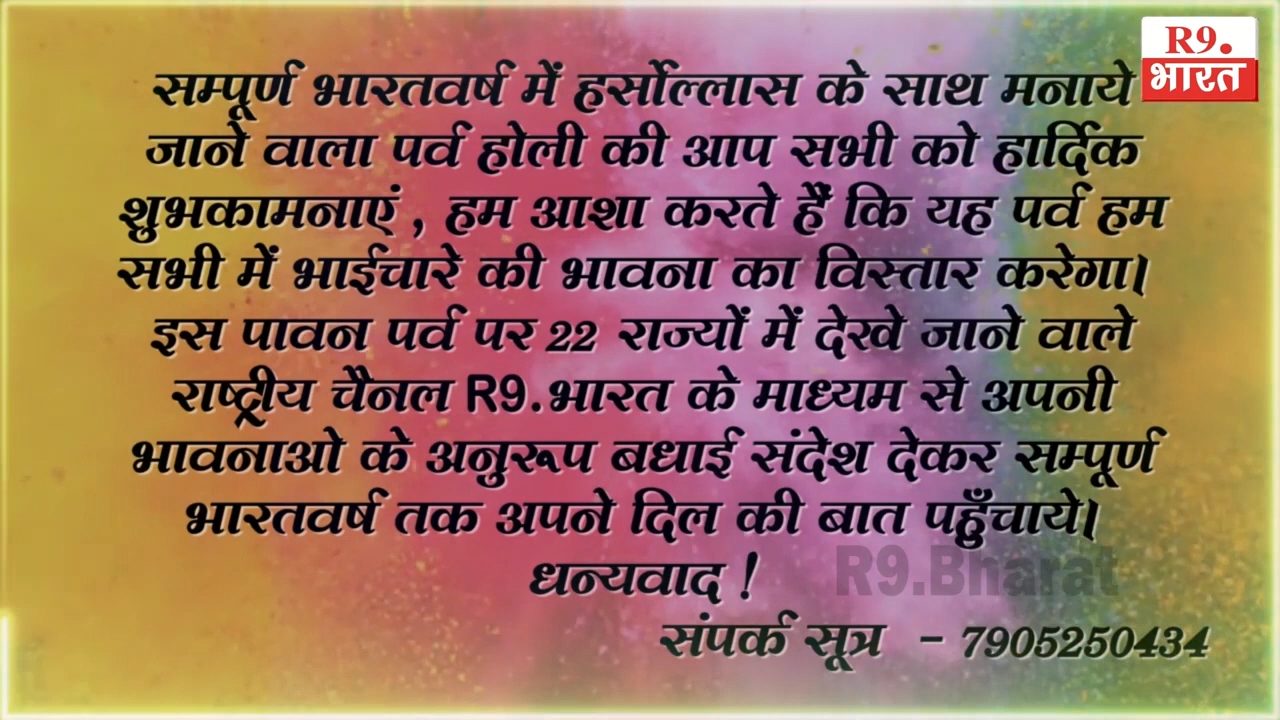 R9.
भारत
सम्पूर्ण भारतवर्ष में हर्सोल्लास के साथ मनाये
जाने वाला पर्व होली की आप सभी को हार्दिक
शुभकामनाएं , हम आशा करते हैं कि यह पर्व हम
सभी में भाईचारे की भावना का विस्तार करेगा।
इस पावन पर्व पर 22 राज्यों में देखे जाने वाले
राष्ट्रीय चैनल R9.भारत के माध्यम से अपनी
भावनाओ के अनुरूप बधाई संदेश देकर सम्पूर्ण
भारतवर्ष तक अपने दिल की बात पहुँचाये।
R9.Bharat
धन्यवाद !
संपर्क सूत्र - 7905250434